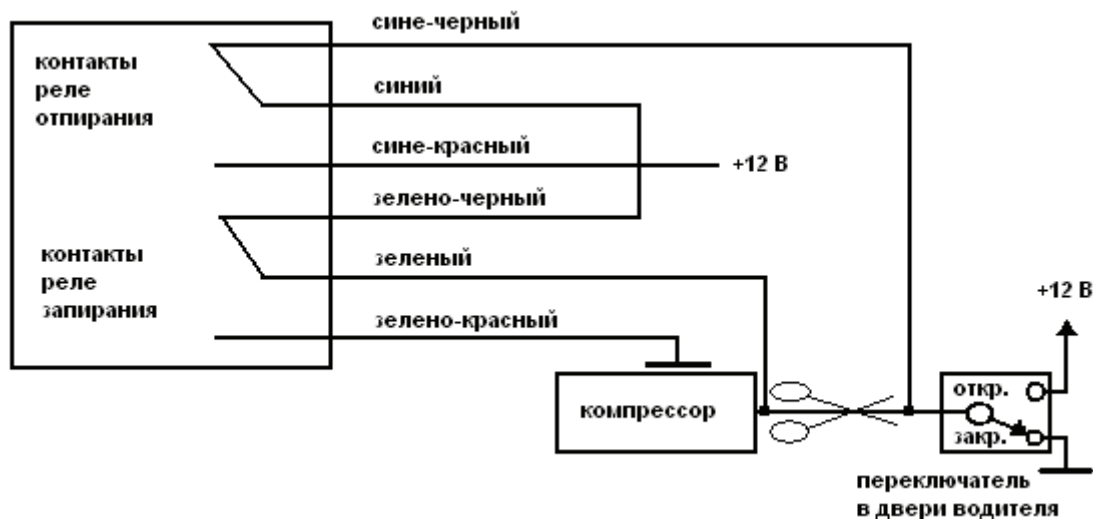 сине-черный
контакты
реле
отпирания
синий
сине-красный
+12 В
зелено-черный
контакты
реле
запирания
зеленый
+12 В
зелено-красный
компрессор
откр.
закр.
переключатель
в двери водителя